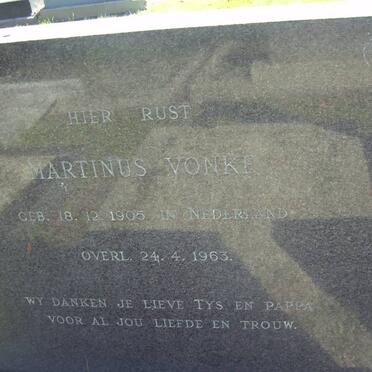 HIER RUST
MARTINUS VONKE
GEB. 18. 12. 1905 IN NEDERLAND
OVERL. 24. 4. 1963.
WY DANKEN JE LIEVE TYS EN PAPPA
VOOR AL JOU LIEFDE EN TROUW.